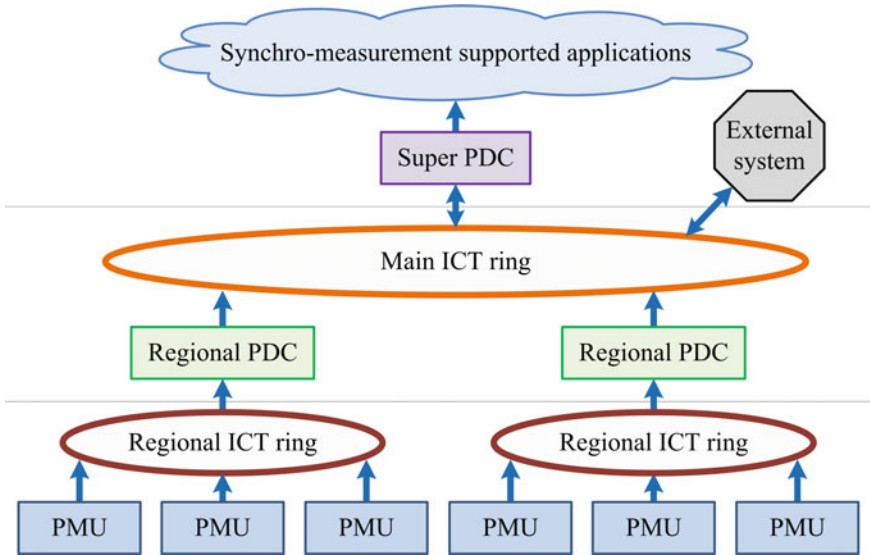 Synchro-measurement supported applications
Super PDC
External
system
Main ICT ring
Regional PDC
Regional PDC
Regional ICT ring
Regional ICT ring
PMU
PMU
PMU
PMU
PMU
PMU